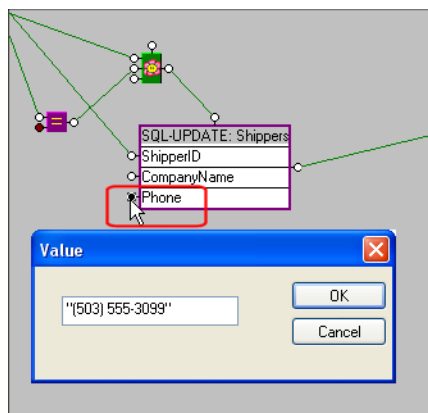 SQL-UPDATE: Shippers
ShipperID
CompanyName
Phone
Value
"(503) 555-3099"
OK
Cancel